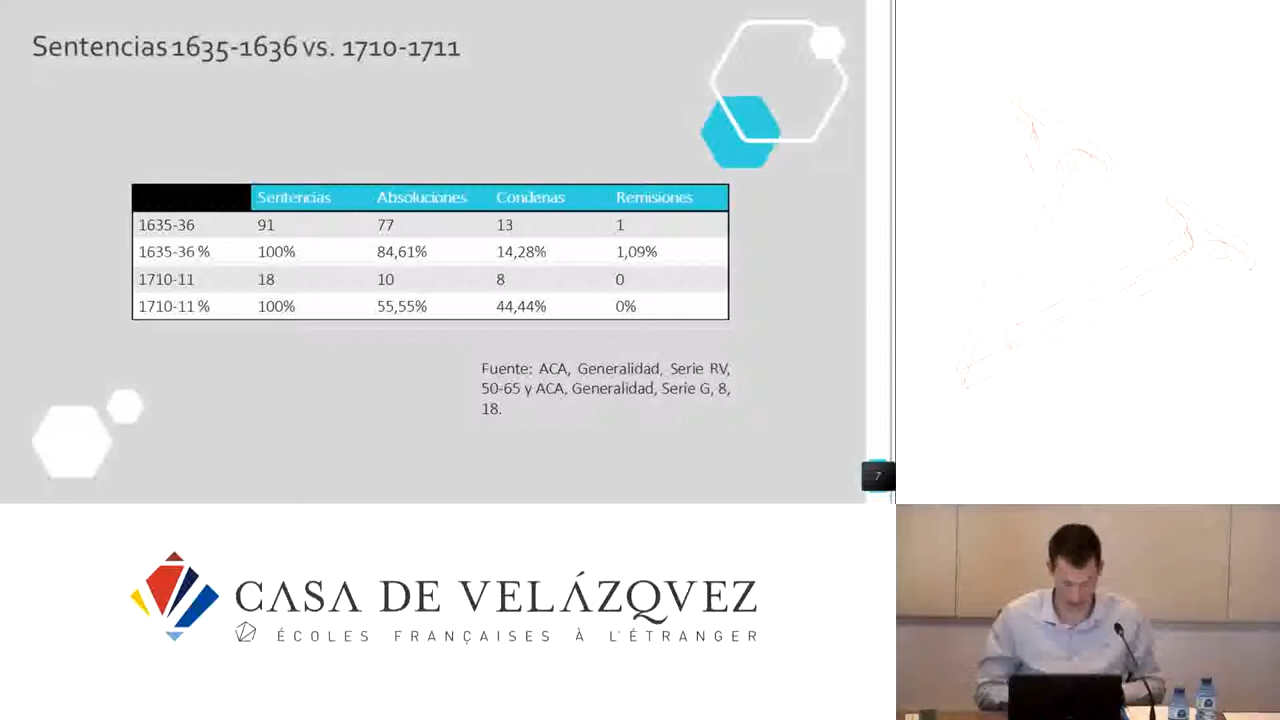 Sentencias 1635-1636 vs. 1710-1711
Sentencias Absoluciones Condenas Remisiones
1635-36 91 77 13 1
1635-36 % 100% 84,61% 14,28% 1,09%
1710-11 18 10 8 0
1710-11 % 100% 55,55% 44,44% 0%
Fuente: ACA, Generalidad, Serie RV,
50-65 y ACA, Generalidad, Serie G, 8,
18.
7
CASA DE VELÁZQVEZ
ÉCOLES FRANÇAISES À L'ÉTRANGER